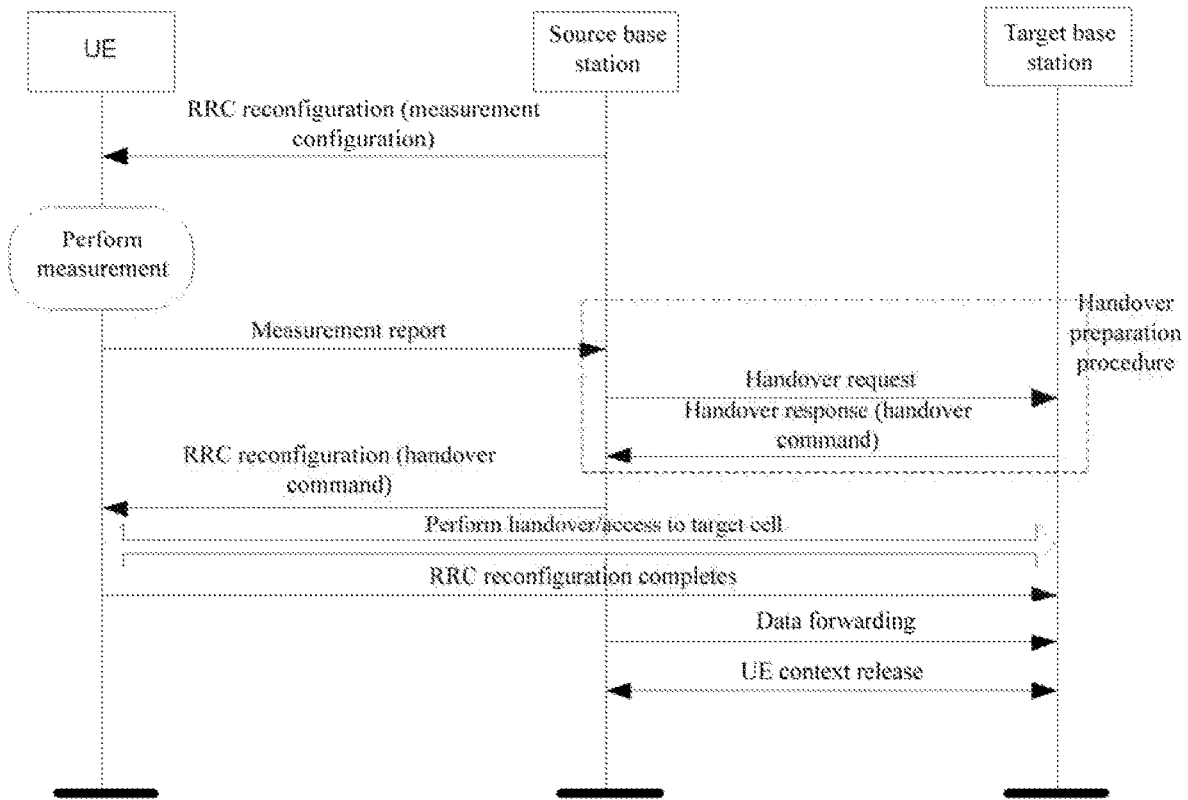 UE
Source base
station
Target base
station
RRC reconfiguration (measurement
configuration)
Perform
measurement
Measurement report
Handover
preparation
procedure
Handover request
Handover response (handover
command)
RRC reconfiguration (handover
command)
Perform handover/access to target cell
RRC reconfiguration completes
Data forwarding
UE context release